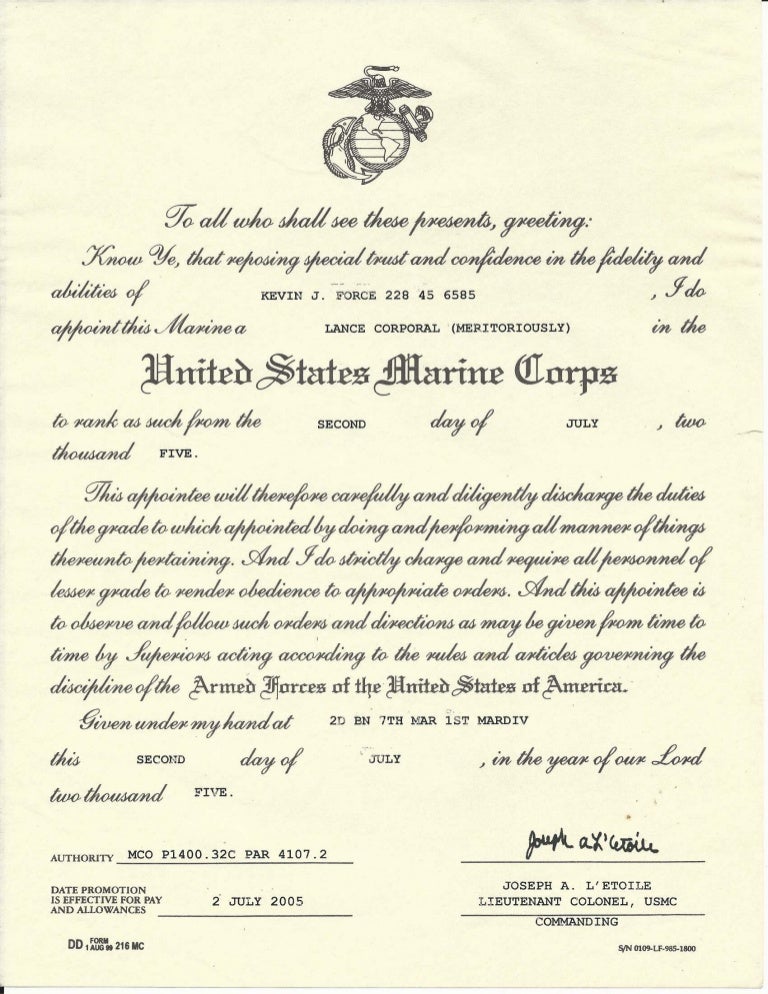 To all who shall see these presents, greeting:
Know Ye, that reposing special trust and confidence in the fidelity and
abilities of KEVIN J. FORCE 228 45 6585 , I do
appoint this Marine a LANCE CORPORAL (MERITORIOUSLY) in the
United States Marine Corps
to rank as such from the SECOND day of JULY , two
thousand FIVE.
This appointee will therefore carefully and diligently discharge the duties
of the grade to which appointed by doing and performing all manner of things
thereunto pertaining. And I do strictly charge and require all personnel of
lesser grade to render obedience to appropriate orders. And this appointee is
to observe and follow such orders and directions as may be given from time to
time by Superiors acting according to the rules and articles governing the
discipline of the Armed Forces of the United States of America.
Given under my hand at 2D BN 7TH MAR 1ST MARDIV
this SECOND day of JULY , in the year of our Lord
two thousand FIVE.
Joseph A L'Etoile
AUTHORITY MCO P1400.32C PAR 4107.2
DATE PROMOTION
IS EFFECTIVE FOR PAY
AND ALLOWANCES 2 JULY 2005
JOSEPH A. L'ETOILE
LIEUTENANT COLONEL, USMC
COMMANDING
DD FORM 1 AUG 99 216 MC
S/N 0109-LF-985-1800